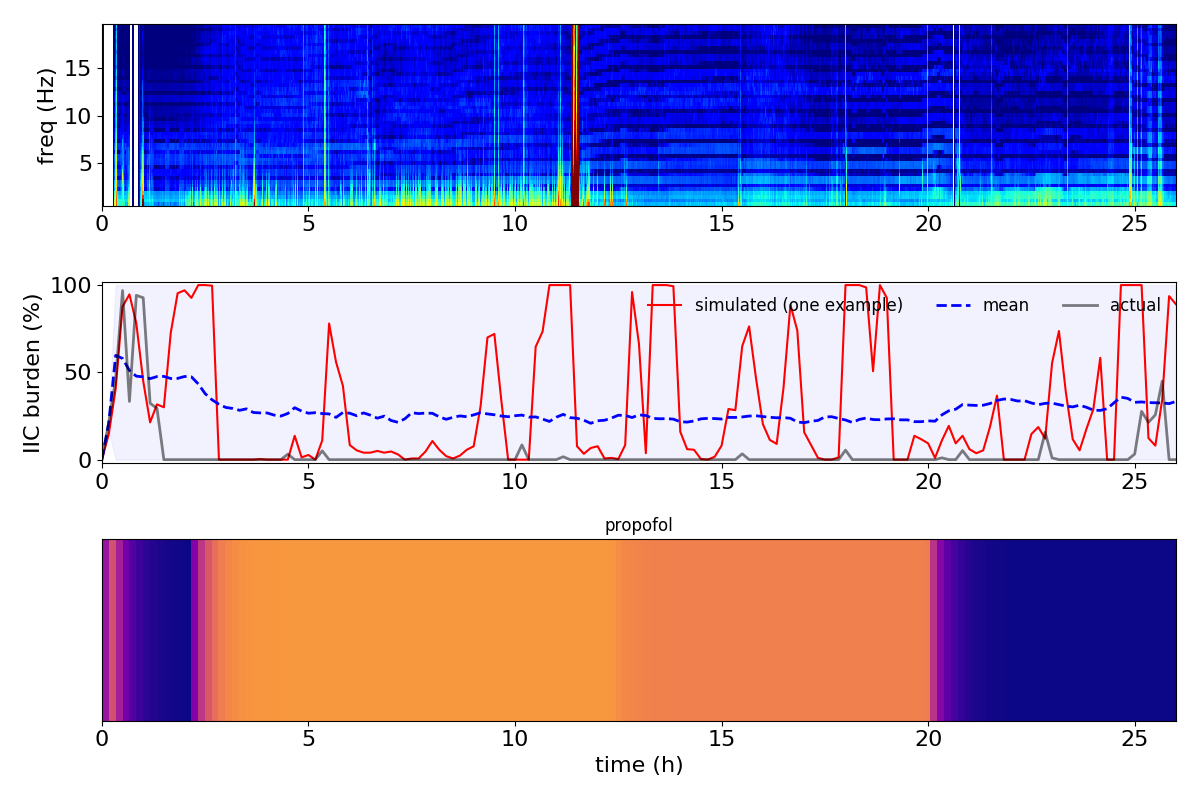 freq (Hz)
15
10
5
0 5 10 15 20 25
IIC burden (%)
100
50
0
simulated (one example) mean actual
0 5 10 15 20 25
propofol
0 5 10 15 20 25
time (h)